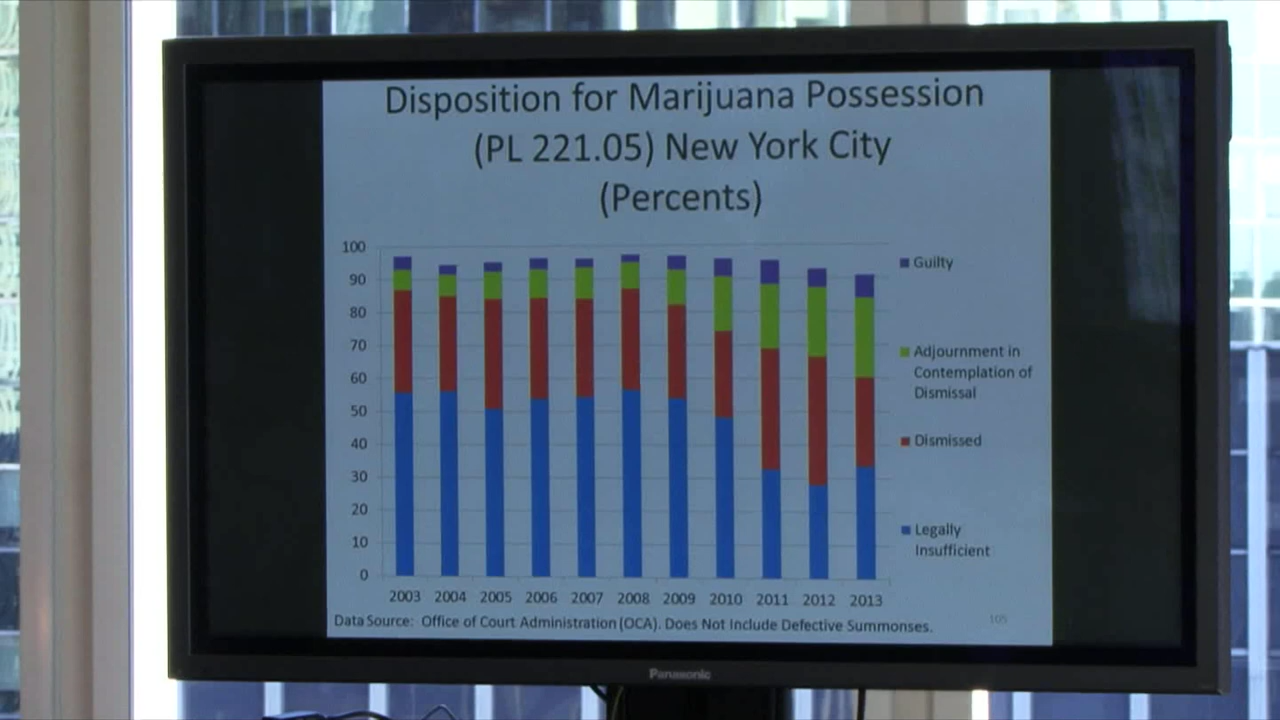 Disposition for Marijuana Possession
(PL 221.05) New York City
(Percents)
100
90
80
70
60
50
40
30
20
10
0
2003 2004 2005 2006 2007 2008 2009 2010 2011 2012 2013
Guilty
Adjournment in
Contemplation of
Dismissal
Dismissed
Legally
Insufficient
Data Source: Office of Court Administration (OCA). Does Not Include Defective Summonses.
105
Panasonic